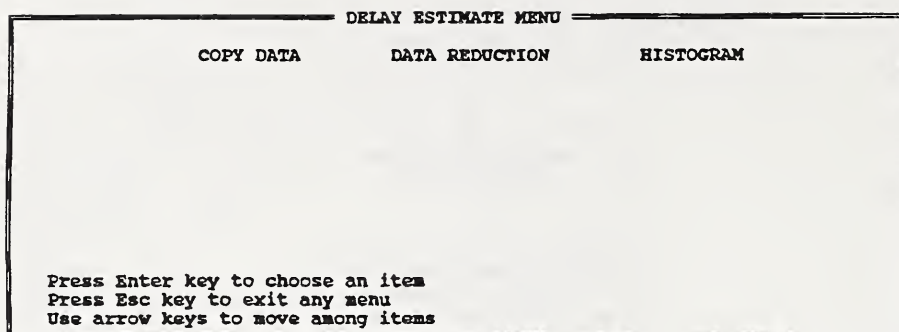 DELAY ESTIMATE MENU
COPY DATA DATA REDUCTION HISTOGRAM
Press Enter key to choose an item
Press Esc key to exit any menu
Use arrow keys to move among items